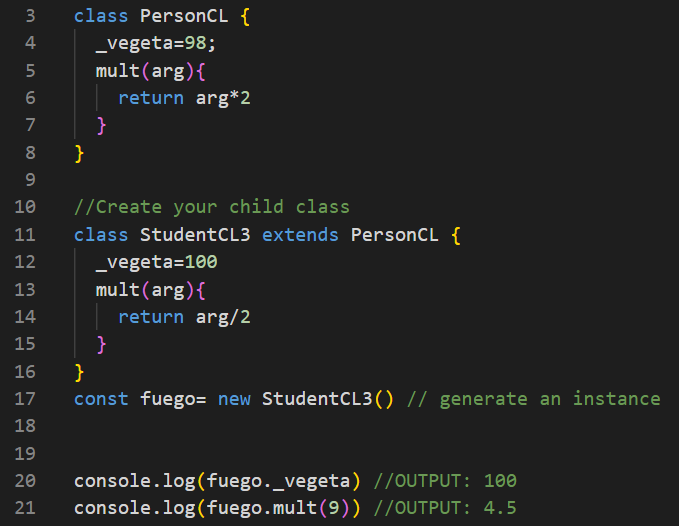 3 class PersonCL {
4 _vegeta=98;
5 mult(arg){
6 return arg*2
7 }
8 }
9
10 //Create your child class
11 class StudentCL3 extends PersonCL {
12 _vegeta=100
13 mult(arg){
14 return arg/2
15 }
16 }
17 const fuego= new StudentCL3() // generate an instance
18
19
20 console.log(fuego._vegeta) //OUTPUT: 100
21 console.log(fuego.mult(9)) //OUTPUT: 4.5